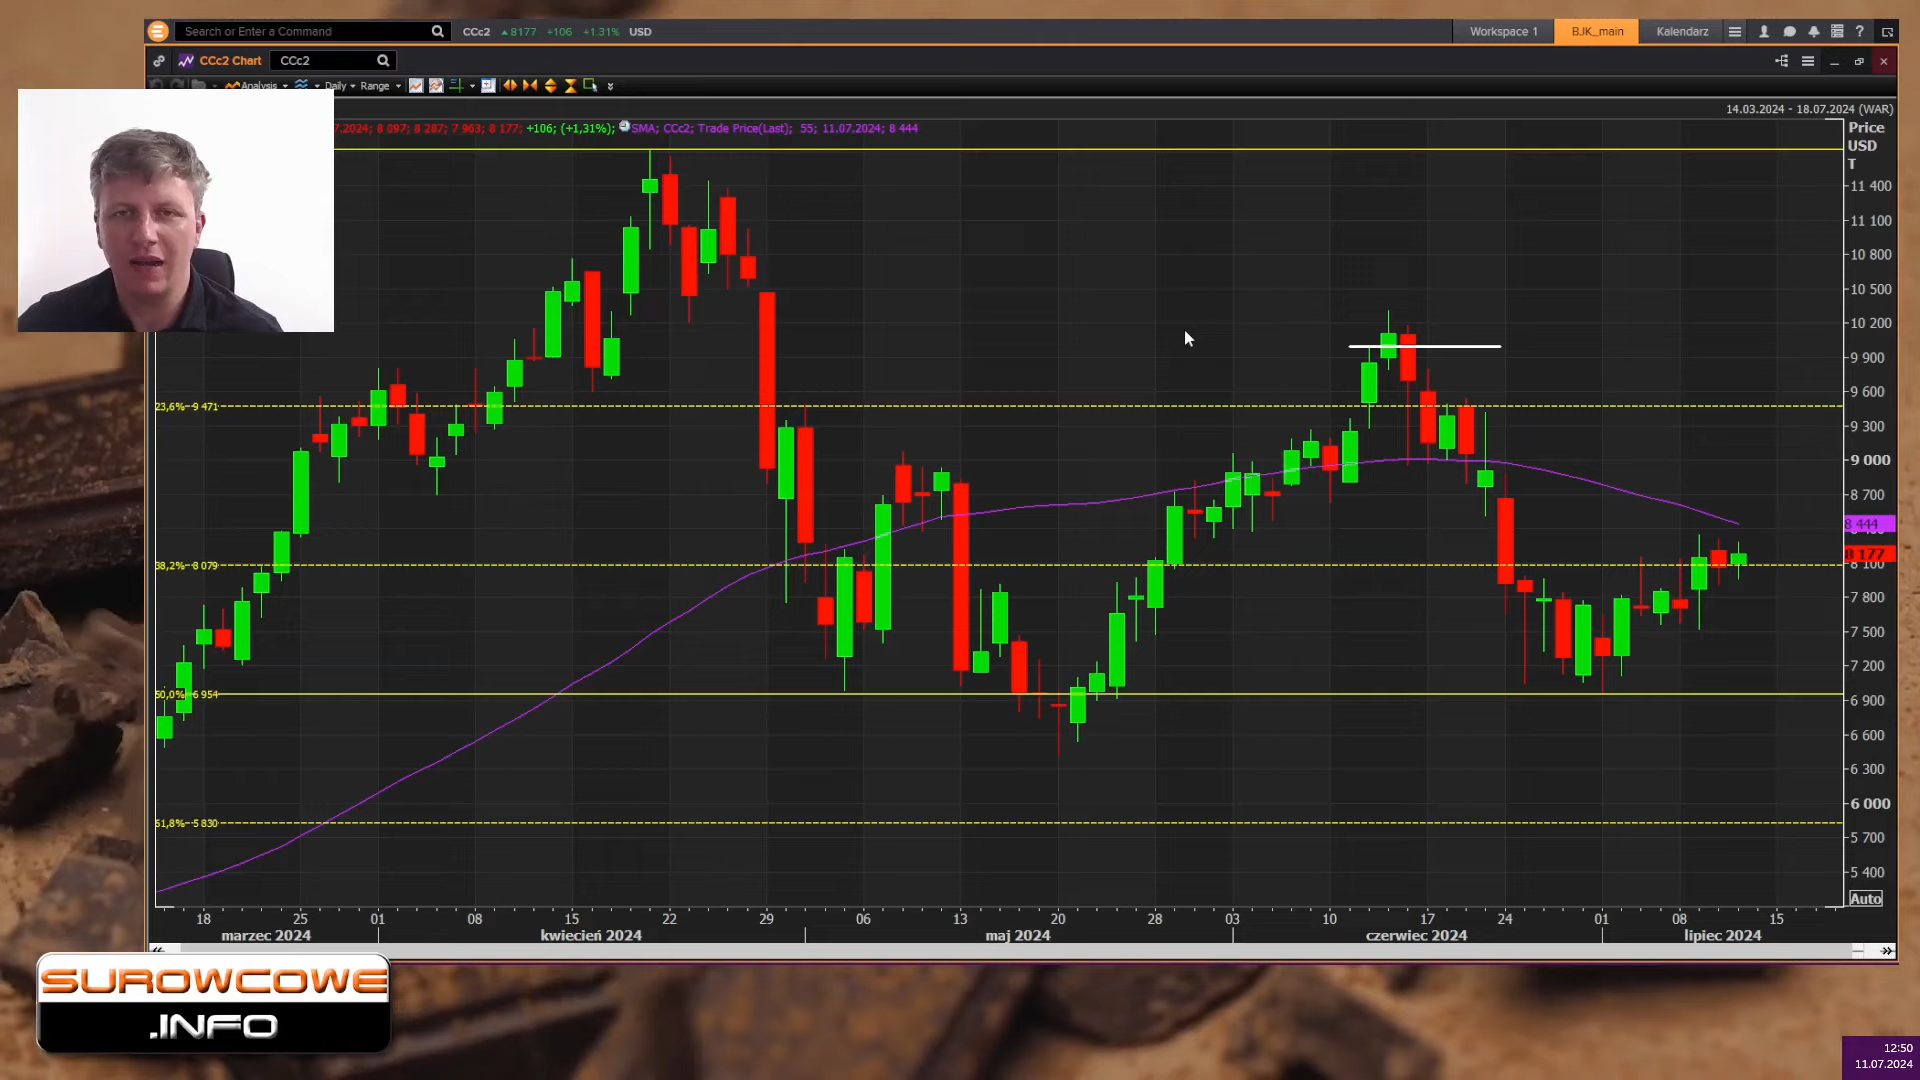 Search or Enter a Command
CCc2 8177 +106 +1.31% USD
Workspace 1 BJK_main Kalendarz
CCc2 Chart CCc2
Analysis Daily Range
14.03.2024 - 18.07.2024 (WAR)
7.2024; 8 097; 8 287; 7 963; 8 177; +106; (+1,31%); SMA; CCc2; Trade Price(Last); 55; 11.07.2024; 8 444
Price
USD
T
11 400
11 100
10 800
10 500
10 200
9 900
9 600
23,6% 9 471
9 300
9 000
8 700
8 444
8 177
8 100
38,2% 8 079
7 800
7 500
7 200
50,0% 6 954
6 900
6 600
6 300
6 000
61,8% 5 830
5 700
5 400
Auto
18 25 01 08 15 22 29 06 13 20 28 03 10 17 24 01 08 15
marzec 2024 kwiecień 2024 maj 2024 czerwiec 2024 lipiec 2024
SUROWCOWE
.INFO
12:50
11.07.2024